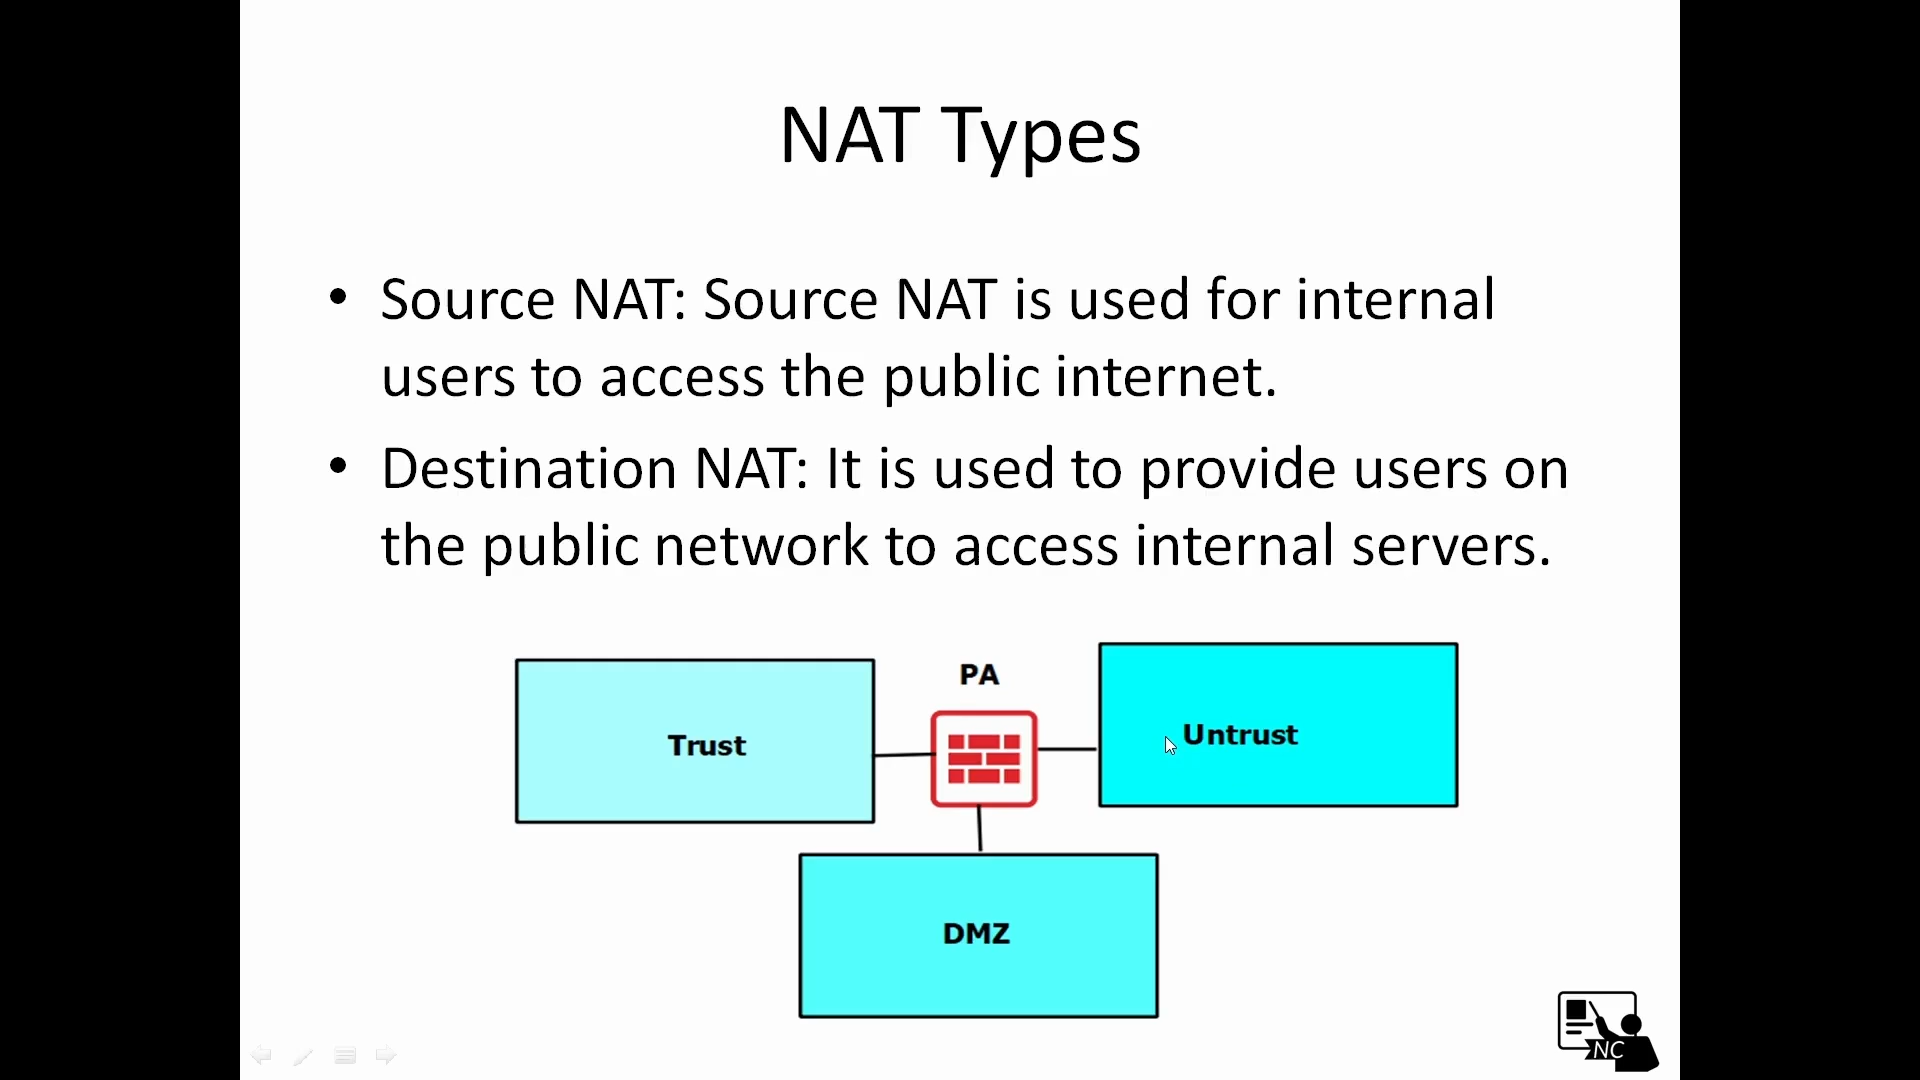 NAT Types
• Source NAT: Source NAT is used for internal
users to access the public internet.
• Destination NAT: It is used to provide users on
the public network to access internal servers.
PA
Trust
Untrust
DMZ
NC